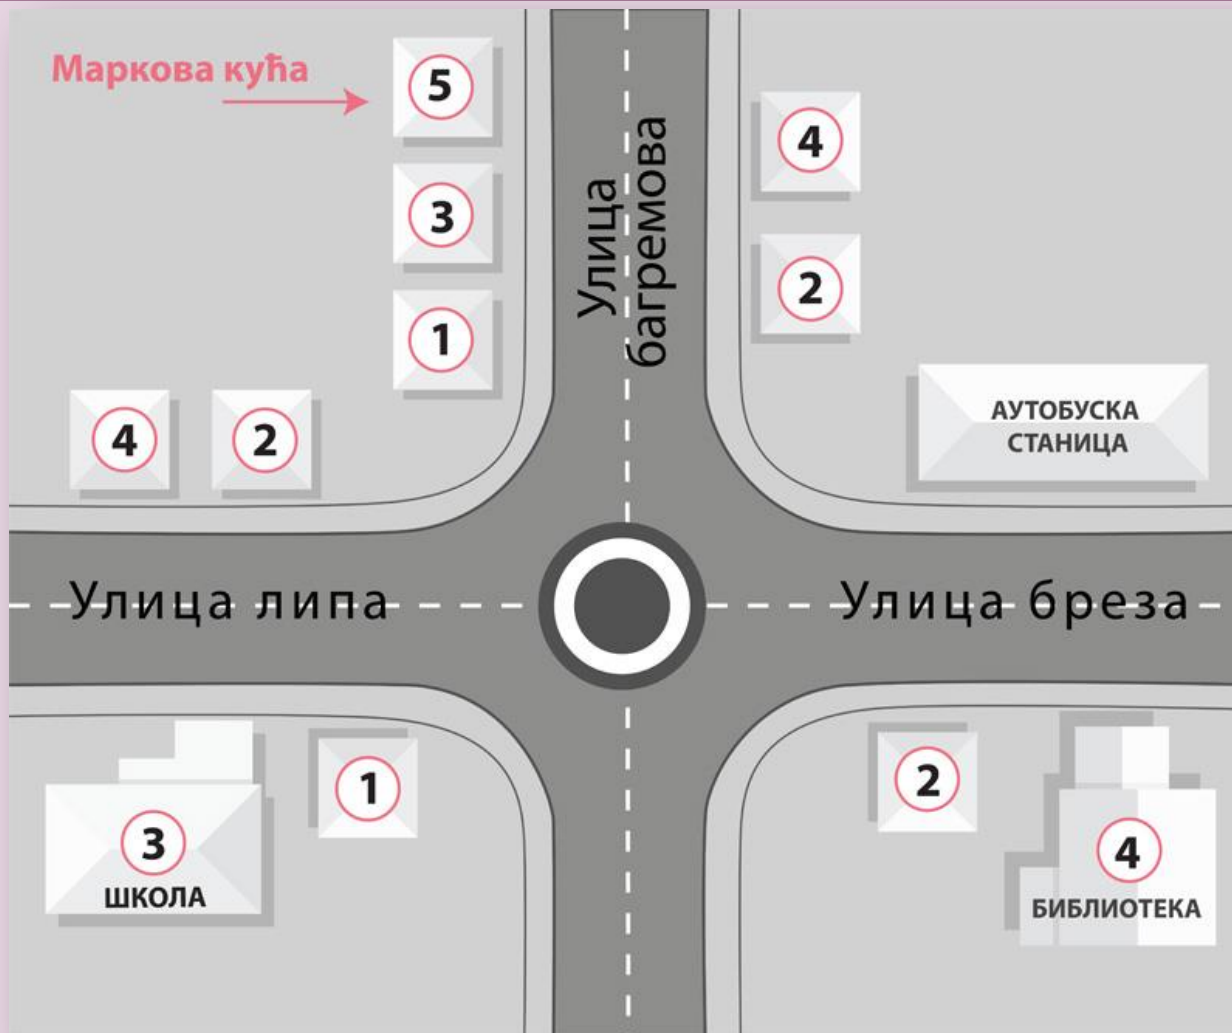 Маркова кућа
5
4
3
2
1
Улица
багремова
4
2
АУТОБУСКА
СТАНИЦА
Улица липа
Улица бреза
3
ШКОЛА
1
2
4
БИБЛИОТЕКА